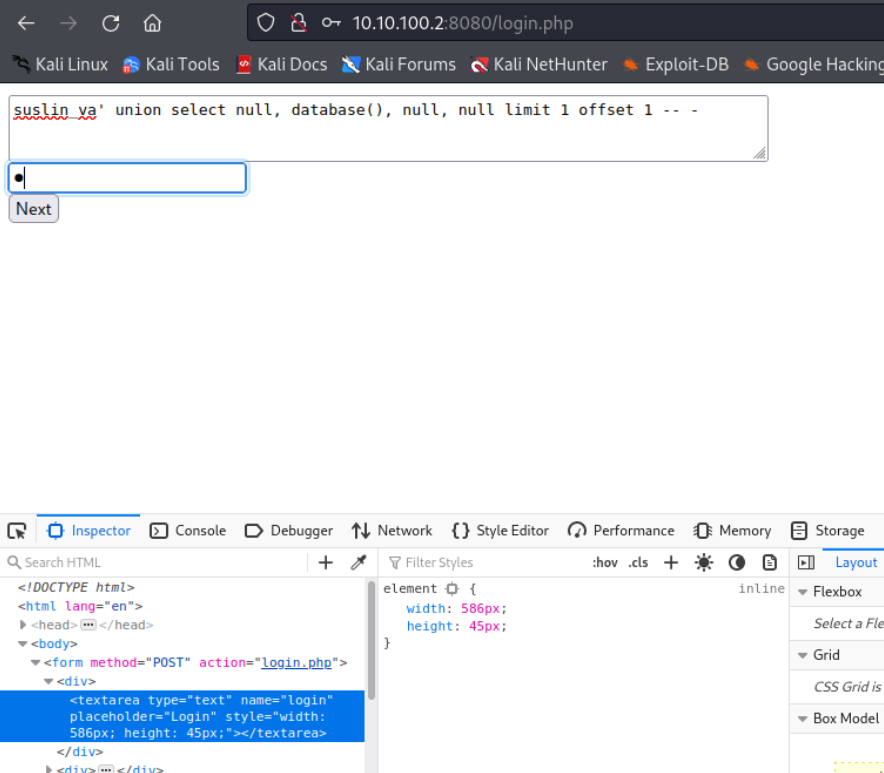 10.10.100.2:8080/login.php
Kali Linux Kali Tools Kali Docs Kali Forums Kali NetHunter Exploit-DB Google Hacking
suslin_va' union select null, database(), null, null limit 1 offset 1 -- -
Next
Inspector Console Debugger Network {} Style Editor Performance Memory Storage
Search HTML + Filter Styles :hov .cls + Layout
<!DOCTYPE html>
<html lang="en">
<head> ••• </head>
<body>
<form method="POST" action="login.php">
<div>
<textarea type="text" name="login"
placeholder="Login" style="width:
586px; height: 45px;"></textarea>
</div>
<div> ••• </div>
element { inline
width: 586px;
height: 45px;
}
Flexbox
Select a Fle
Grid
CSS Grid is
Box Model